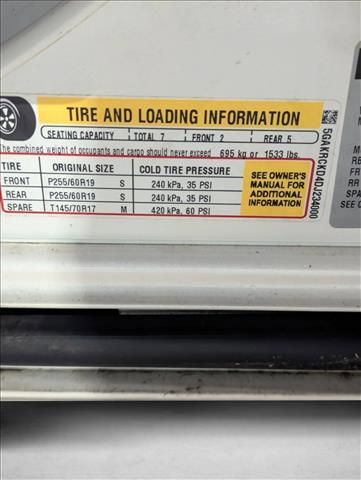 TIRE AND LOADING INFORMATION
SEATING CAPACITY TOTAL 7 FRONT 2 REAR 5
The combined weight of occupants and cargo should never exceed 695 kg or 1533 lbs.
TIRE ORIGINAL SIZE COLD TIRE PRESSURE
FRONT P255/60R19 S 240 kPa, 35 PSI
REAR P255/60R19 S 240 kPa, 35 PSI
SPARE T145/70R17 M 420 kPa, 60 PSI
SEE OWNER'S
MANUAL FOR
ADDITIONAL
INFORMATION